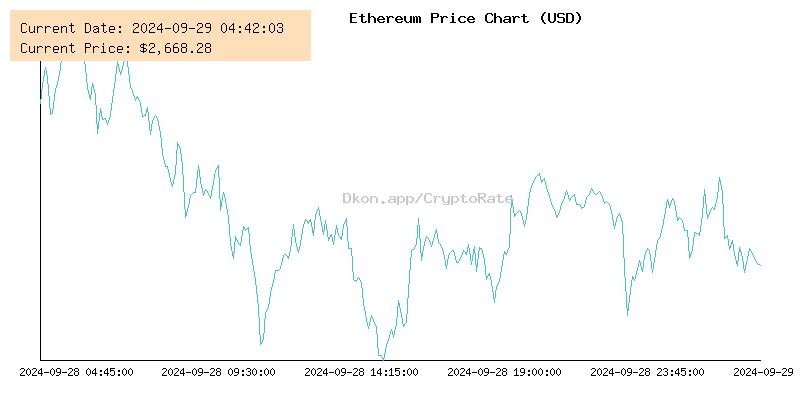 Ethereum Price Chart (USD)
Current Date: 2024-09-29 04:42:03
Current Price: $2,668.28
Dkon.app/CryptoRate
2024-09-28 04:45:00
2024-09-28 09:30:00
2024-09-28 14:15:00
2024-09-28 19:00:00
2024-09-28 23:45:00
2024-09-29